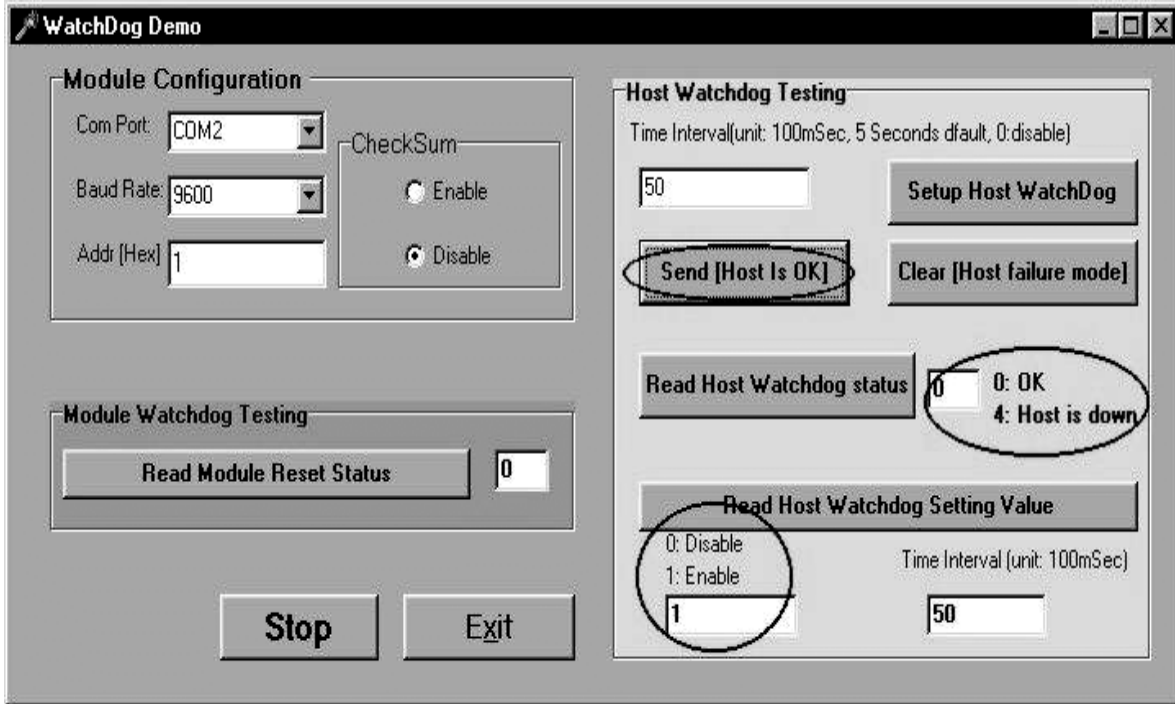 WatchDog Demo
Module Configuration
Com Port:
COM2
Baud Rate:
9600
Addr [Hex]
1
CheckSum
Enable
Disable
Module Watchdog Testing
Read Module Reset Status
0
Stop
Exit
Host Watchdog Testing
Time Interval(unit: 100mSec, 5 Seconds dfault, 0:disable)
50
Setup Host WatchDog
Send [Host Is OK]
Clear [Host failure mode]
Read Host Watchdog status
0
0: OK
4: Host is down
Read Host Watchdog Setting Value
0: Disable
1: Enable
1
Time Interval (unit: 100mSec)
50